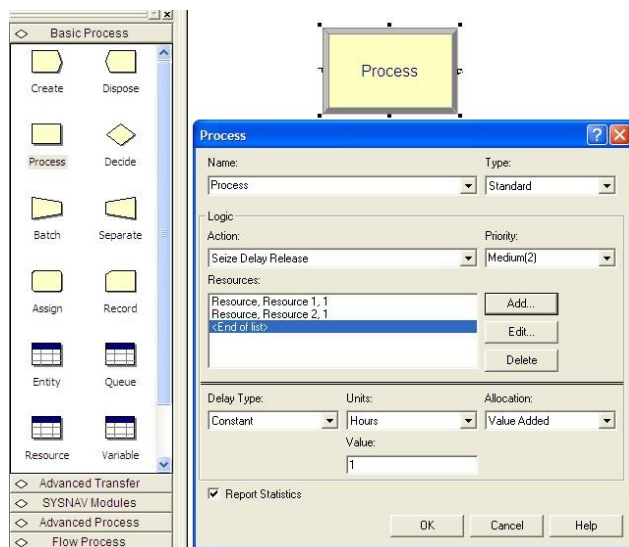 Basic Process
Create
Dispose
Process
Decide
Batch
Separate
Assign
Record
Entity
Queue
Resource
Variable
Advanced Transfer
SYSNAV Modules
Advanced Process
Flow Process
Process
Process
Name:
Type:
Process
Standard
Logic
Action:
Priority:
Seize Delay Release
Medium(2)
Resources:
Resource, Resource 1, 1
Resource, Resource 2, 1
<End of list>
Add...
Edit...
Delete
Delay Type:
Units:
Allocation:
Constant
Hours
Value Added
Value:
1
Report Statistics
OK
Cancel
Help